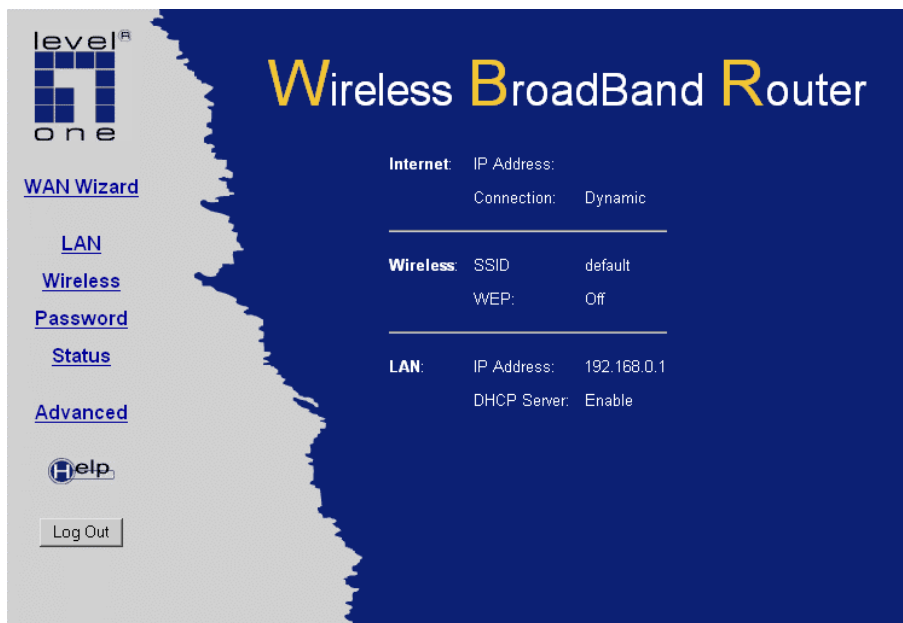 level®
one
WAN Wizard
LAN
Wireless
Password
Status
Advanced
Help
Log Out
Wireless BroadBand Router
Internet: IP Address:
Connection: Dynamic
Wireless: SSID default
WEP: Off
LAN: IP Address: 192.168.0.1
DHCP Server: Enable